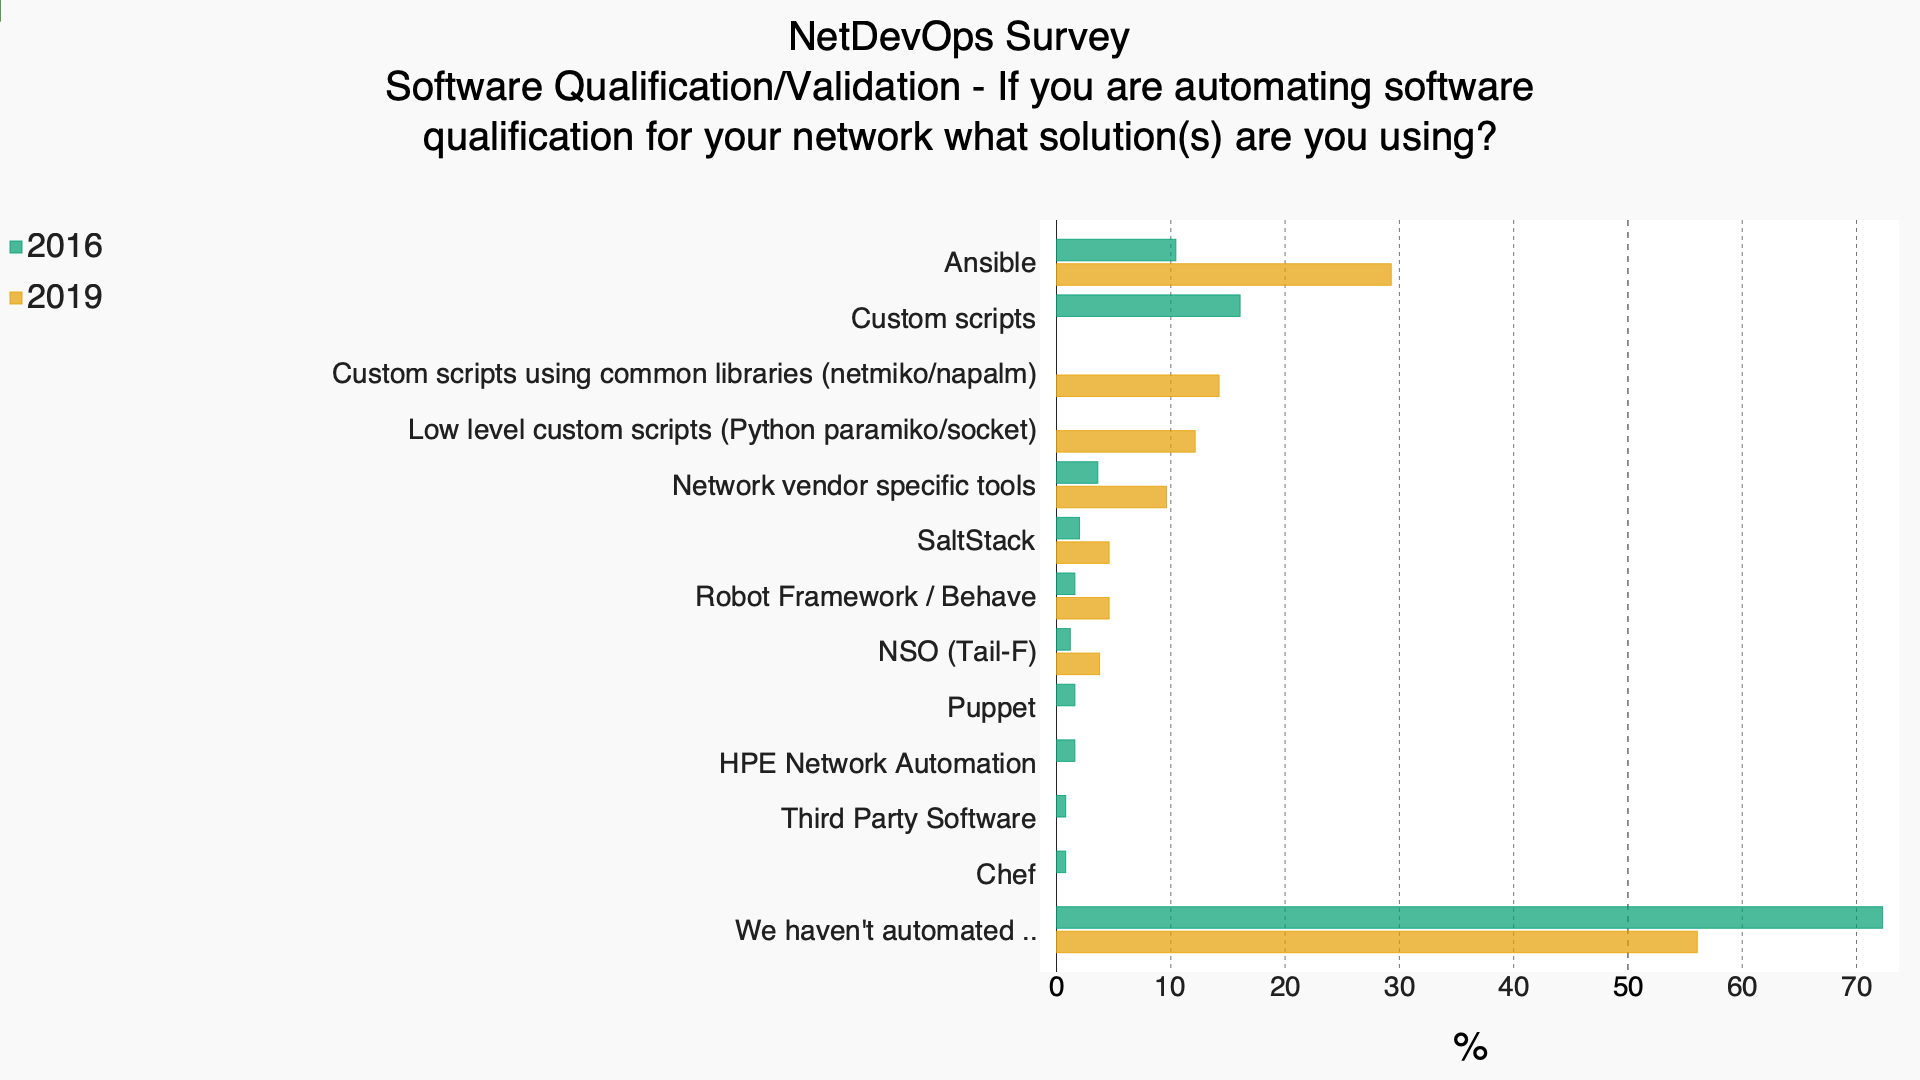 NetDevOps Survey
Software Qualification/Validation - If you are automating software
qualification for your network what solution(s) are you using?
2016
2019
Ansible
Custom scripts
Custom scripts using common libraries (netmiko/napalm)
Low level custom scripts (Python paramiko/socket)
Network vendor specific tools
SaltStack
Robot Framework / Behave
NSO (Tail-F)
Puppet
HPE Network Automation
Third Party Software
Chef
We haven't automated ..
0 10 20 30 40 50 60 70
%